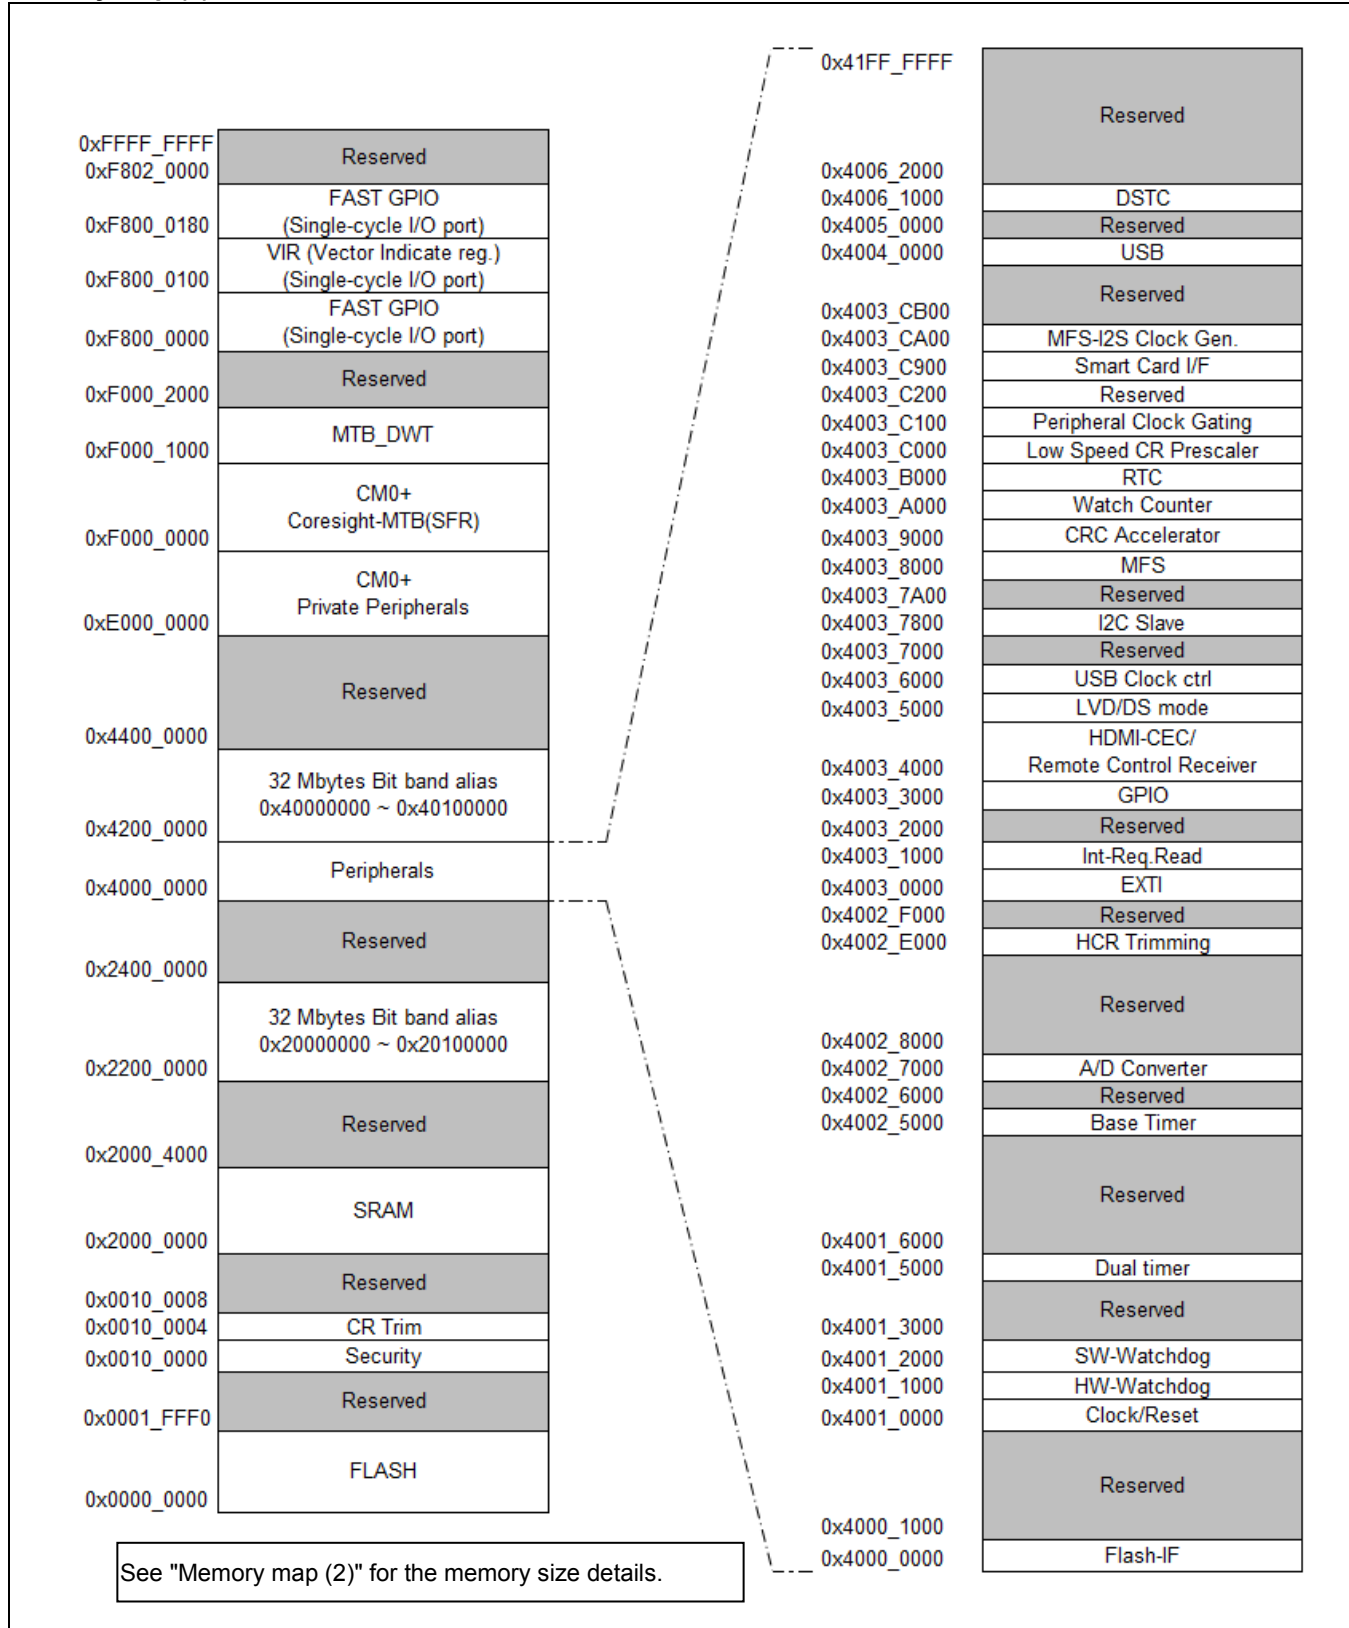 0xFFFF_FFFF
Reserved
0xF802_0000
FAST GPIO
0xF800_0180 (Single-cycle I/O port)
VIR (Vector Indicate reg.)
0xF800_0100 (Single-cycle I/O port)
FAST GPIO
0xF800_0000 (Single-cycle I/O port)
Reserved
0xF000_2000
MTB_DWT
0xF000_1000
CM0+
Coresight-MTB(SFR)
0xF000_0000
CM0+
Private Peripherals
0xE000_0000
Reserved
0x4400_0000
32 Mbytes Bit band alias
0x40000000 ~ 0x40100000
0x4200_0000
Peripherals
0x4000_0000
Reserved
0x2400_0000
32 Mbytes Bit band alias
0x20000000 ~ 0x20100000
0x2200_0000
Reserved
0x2000_4000
SRAM
0x2000_0000
Reserved
0x0010_0008
0x0010_0004 CR Trim
0x0010_0000 Security
Reserved
0x0001_FFF0
FLASH
0x0000_0000
See "Memory map (2)" for the memory size details.
0x41FF_FFFF
Reserved
0x4006_2000
0x4006_1000 DSTC
0x4005_0000 Reserved
0x4004_0000 USB
Reserved
0x4003_CB00
0x4003_CA00 MFS-I2S Clock Gen.
0x4003_C900 Smart Card I/F
0x4003_C200 Reserved
0x4003_C100 Peripheral Clock Gating
0x4003_C000 Low Speed CR Prescaler
0x4003_B000 RTC
0x4003_A000 Watch Counter
0x4003_9000 CRC Accelerator
0x4003_8000 MFS
0x4003_7A00 Reserved
0x4003_7800 I2C Slave
0x4003_7000 Reserved
0x4003_6000 USB Clock ctrl
0x4003_5000 LVD/DS mode
HDMI-CEC/
0x4003_4000 Remote Control Receiver
0x4003_3000 GPIO
0x4003_2000 Reserved
0x4003_1000 Int-Req.Read
0x4003_0000 EXTI
0x4002_F000 Reserved
0x4002_E000 HCR Trimming
Reserved
0x4002_8000
0x4002_7000 A/D Converter
0x4002_6000 Reserved
0x4002_5000 Base Timer
Reserved
0x4001_6000
0x4001_5000 Dual timer
Reserved
0x4001_3000
0x4001_2000 SW-Watchdog
0x4001_1000 HW-Watchdog
0x4001_0000 Clock/Reset
Reserved
0x4000_1000
0x4000_0000 Flash-IF